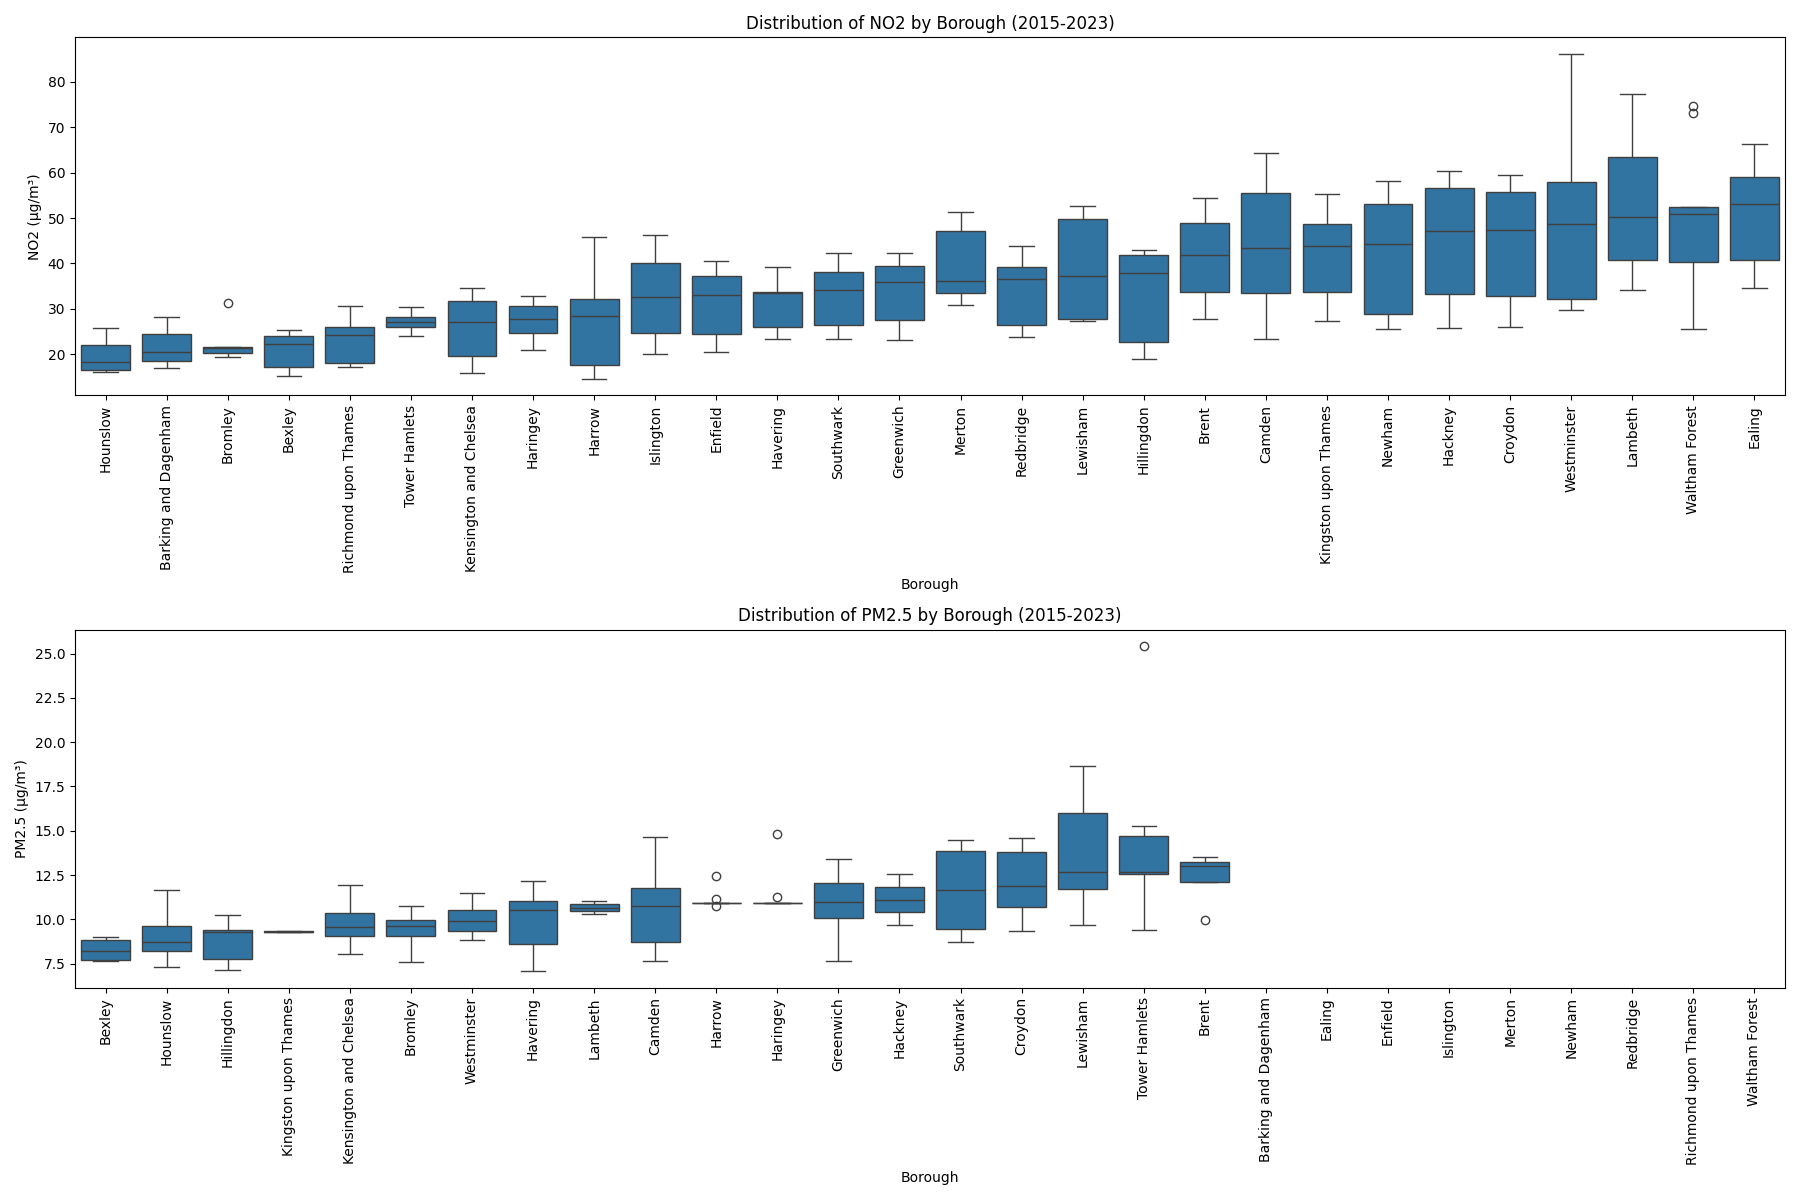 Distribution of NO2 by Borough (2015-2023)
NO2 (µg/m³)
80
70
60
50
40
30
20
Hounslow
Barking and Dagenham
Bromley
Bexley
Richmond upon Thames
Tower Hamlets
Kensington and Chelsea
Haringey
Harrow
Islington
Enfield
Havering
Southwark
Greenwich
Merton
Redbridge
Lewisham
Hillingdon
Brent
Camden
Kingston upon Thames
Newham
Hackney
Croydon
Westminster
Lambeth
Waltham Forest
Ealing
Borough
Distribution of PM2.5 by Borough (2015-2023)
PM2.5 (µg/m³)
25.0
22.5
20.0
17.5
15.0
12.5
10.0
7.5
Bexley
Hounslow
Hillingdon
Kingston upon Thames
Kensington and Chelsea
Bromley
Westminster
Havering
Lambeth
Camden
Harrow
Haringey
Greenwich
Hackney
Southwark
Croydon
Lewisham
Tower Hamlets
Brent
Barking and Dagenham
Ealing
Enfield
Islington
Merton
Newham
Redbridge
Richmond upon Thames
Waltham Forest
Borough